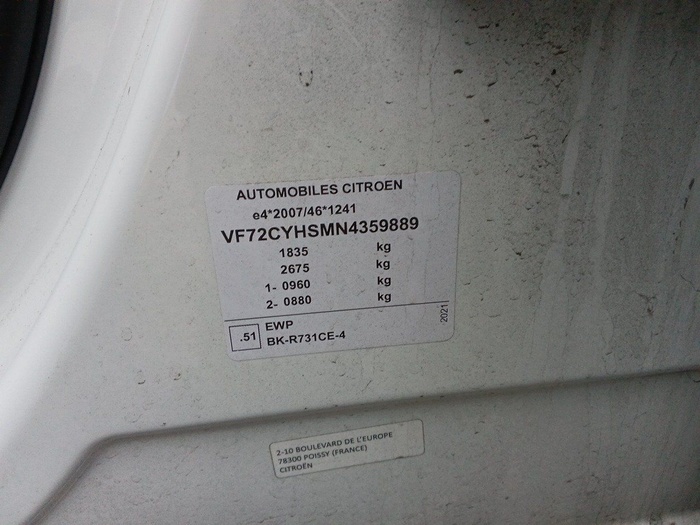 AUTOMOBILES CITROEN
e4*2007/46*1241
VF72CYHSMN4359889
1835 kg
2675 kg
1- 0960 kg
2- 0880 kg
.51 EWP
BK-R731CE-4
2021
2-10 BOULEVARD DE L'EUROPE
78300 POISSY (FRANCE)
CITROËN